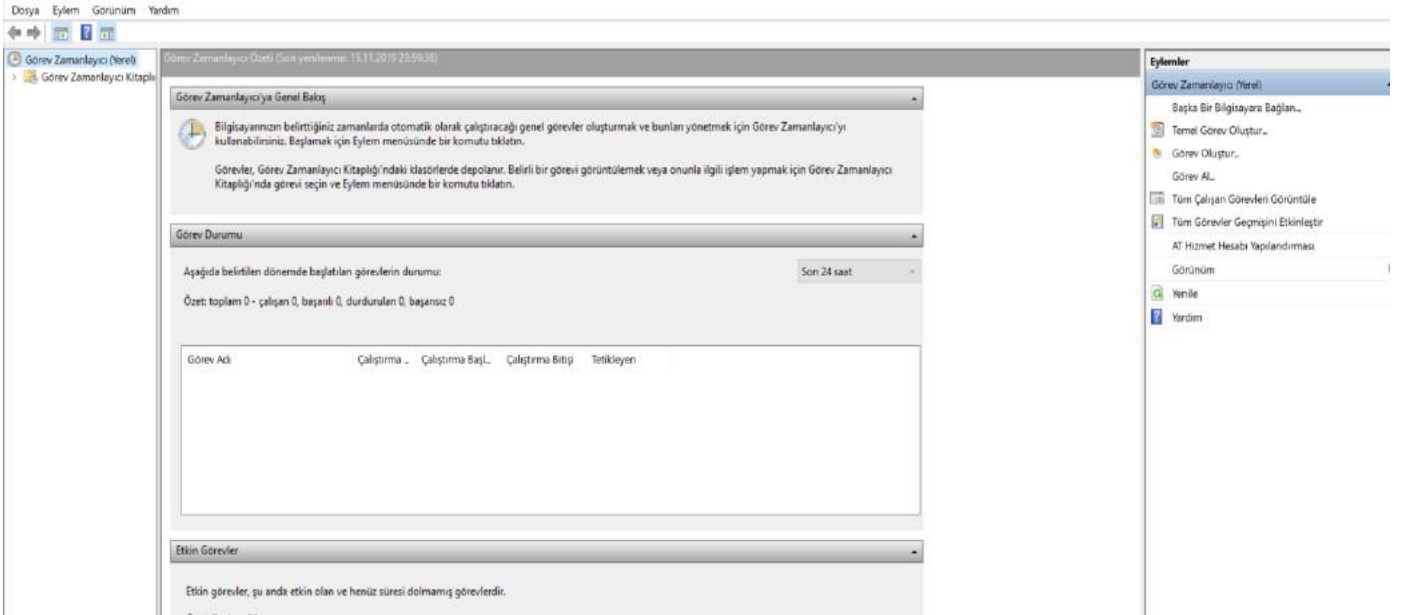 Dosya Eylem Görünüm Yardım
Görev Zamanlayıcı (Yerel)
Görev Zamanlayıcı Kitaplı
Görev Zamanlayıcı Özeti (Son yenilenme: 15.11.2019 23:59:36)
Görev Zamanlayıcı'ya Genel Bakış
Bilgisayarınızın belirttiğiniz zamanlarda otomatik olarak çalıştıracağı genel görevler oluşturmak ve bunları yönetmek için Görev Zamanlayıcı'yı
kullanabilirsiniz. Başlamak için Eylem menüsünde bir komutu tıklatın.
Görevler, Görev Zamanlayıcı Kitaplığı'ndaki klasörlerde depolanır. Belirli bir görevi görüntülemek veya onunla ilgili işlem yapmak için Görev Zamanlayıcı
Kitaplığı'nda görevi seçin ve Eylem menüsünde bir komutu tıklatın.
Görev Durumu
Aşağıda belirtilen dönemde başlatılan görevlerin durumu:
Son 24 saat
Özet: toplam 0 - çalışan 0, başarılı 0, durdurulan 0, başarısız 0
Görev Adı Çalıştırma ... Çalıştırma Başl... Çalıştırma Bitişi Tetikleyen
Etkin Görevler
Etkin görevler, şu anda etkin olan ve henüz süresi dolmamış görevlerdir.
Eylemler
Görev Zamanlayıcı (Yerel)
Başka Bir Bilgisayara Bağlan...
Temel Görev Oluştur...
Görev Oluştur...
Görev Al...
Tüm Çalışan Görevleri Görüntüle
Tüm Görevler Geçmişini Etkinleştir
AT Hizmet Hesabı Yapılandırması
Görünüm
Yenile
Yardım